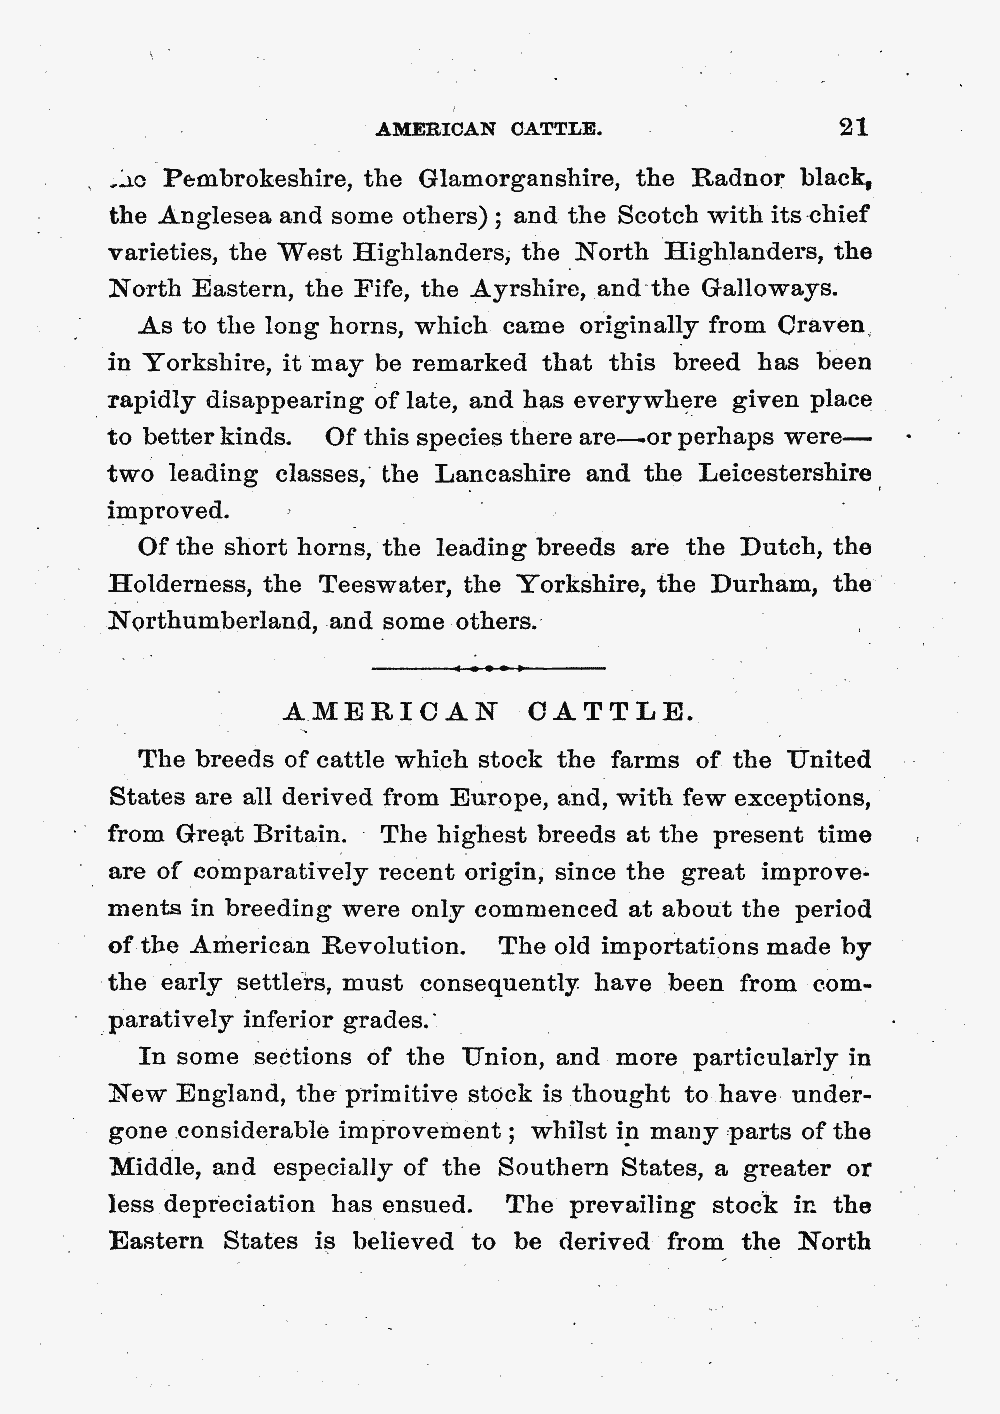 AMERICAN CATTLE. 21
Pembrokeshire, the Glamorganshire, the Radnor black,
the Anglesea and some others); and the Scotch with its chief
varieties, the West Highlanders, the North Highlanders, the
North Eastern, the Fife, the Ayrshire, and the Galloways.
As to the long horns, which came originally from Craven
in Yorkshire, it may be remarked that this breed has been
rapidly disappearing of late, and has everywhere given place
to better kinds. Of this species there are—or perhaps were—
two leading classes, the Lancashire and the Leicestershire
improved.
Of the short horns, the leading breeds are the Dutch, the
Holderness, the Teeswater, the Yorkshire, the Durham, the
Northumberland, and some others.
AMERICAN CATTLE.
The breeds of cattle which stock the farms of the United
States are all derived from Europe, and, with few exceptions,
from Great Britain. The highest breeds at the present time
are of comparatively recent origin, since the great improve-
ments in breeding were only commenced at about the period
of the American Revolution. The old importations made by
the early settlers, must consequently have been from com-
paratively inferior grades.
In some sections of the Union, and more particularly in
New England, the primitive stock is thought to have under-
gone considerable improvement; whilst in many parts of the
Middle, and especially of the Southern States, a greater or
less depreciation has ensued. The prevailing stock in the
Eastern States is believed to be derived from the North